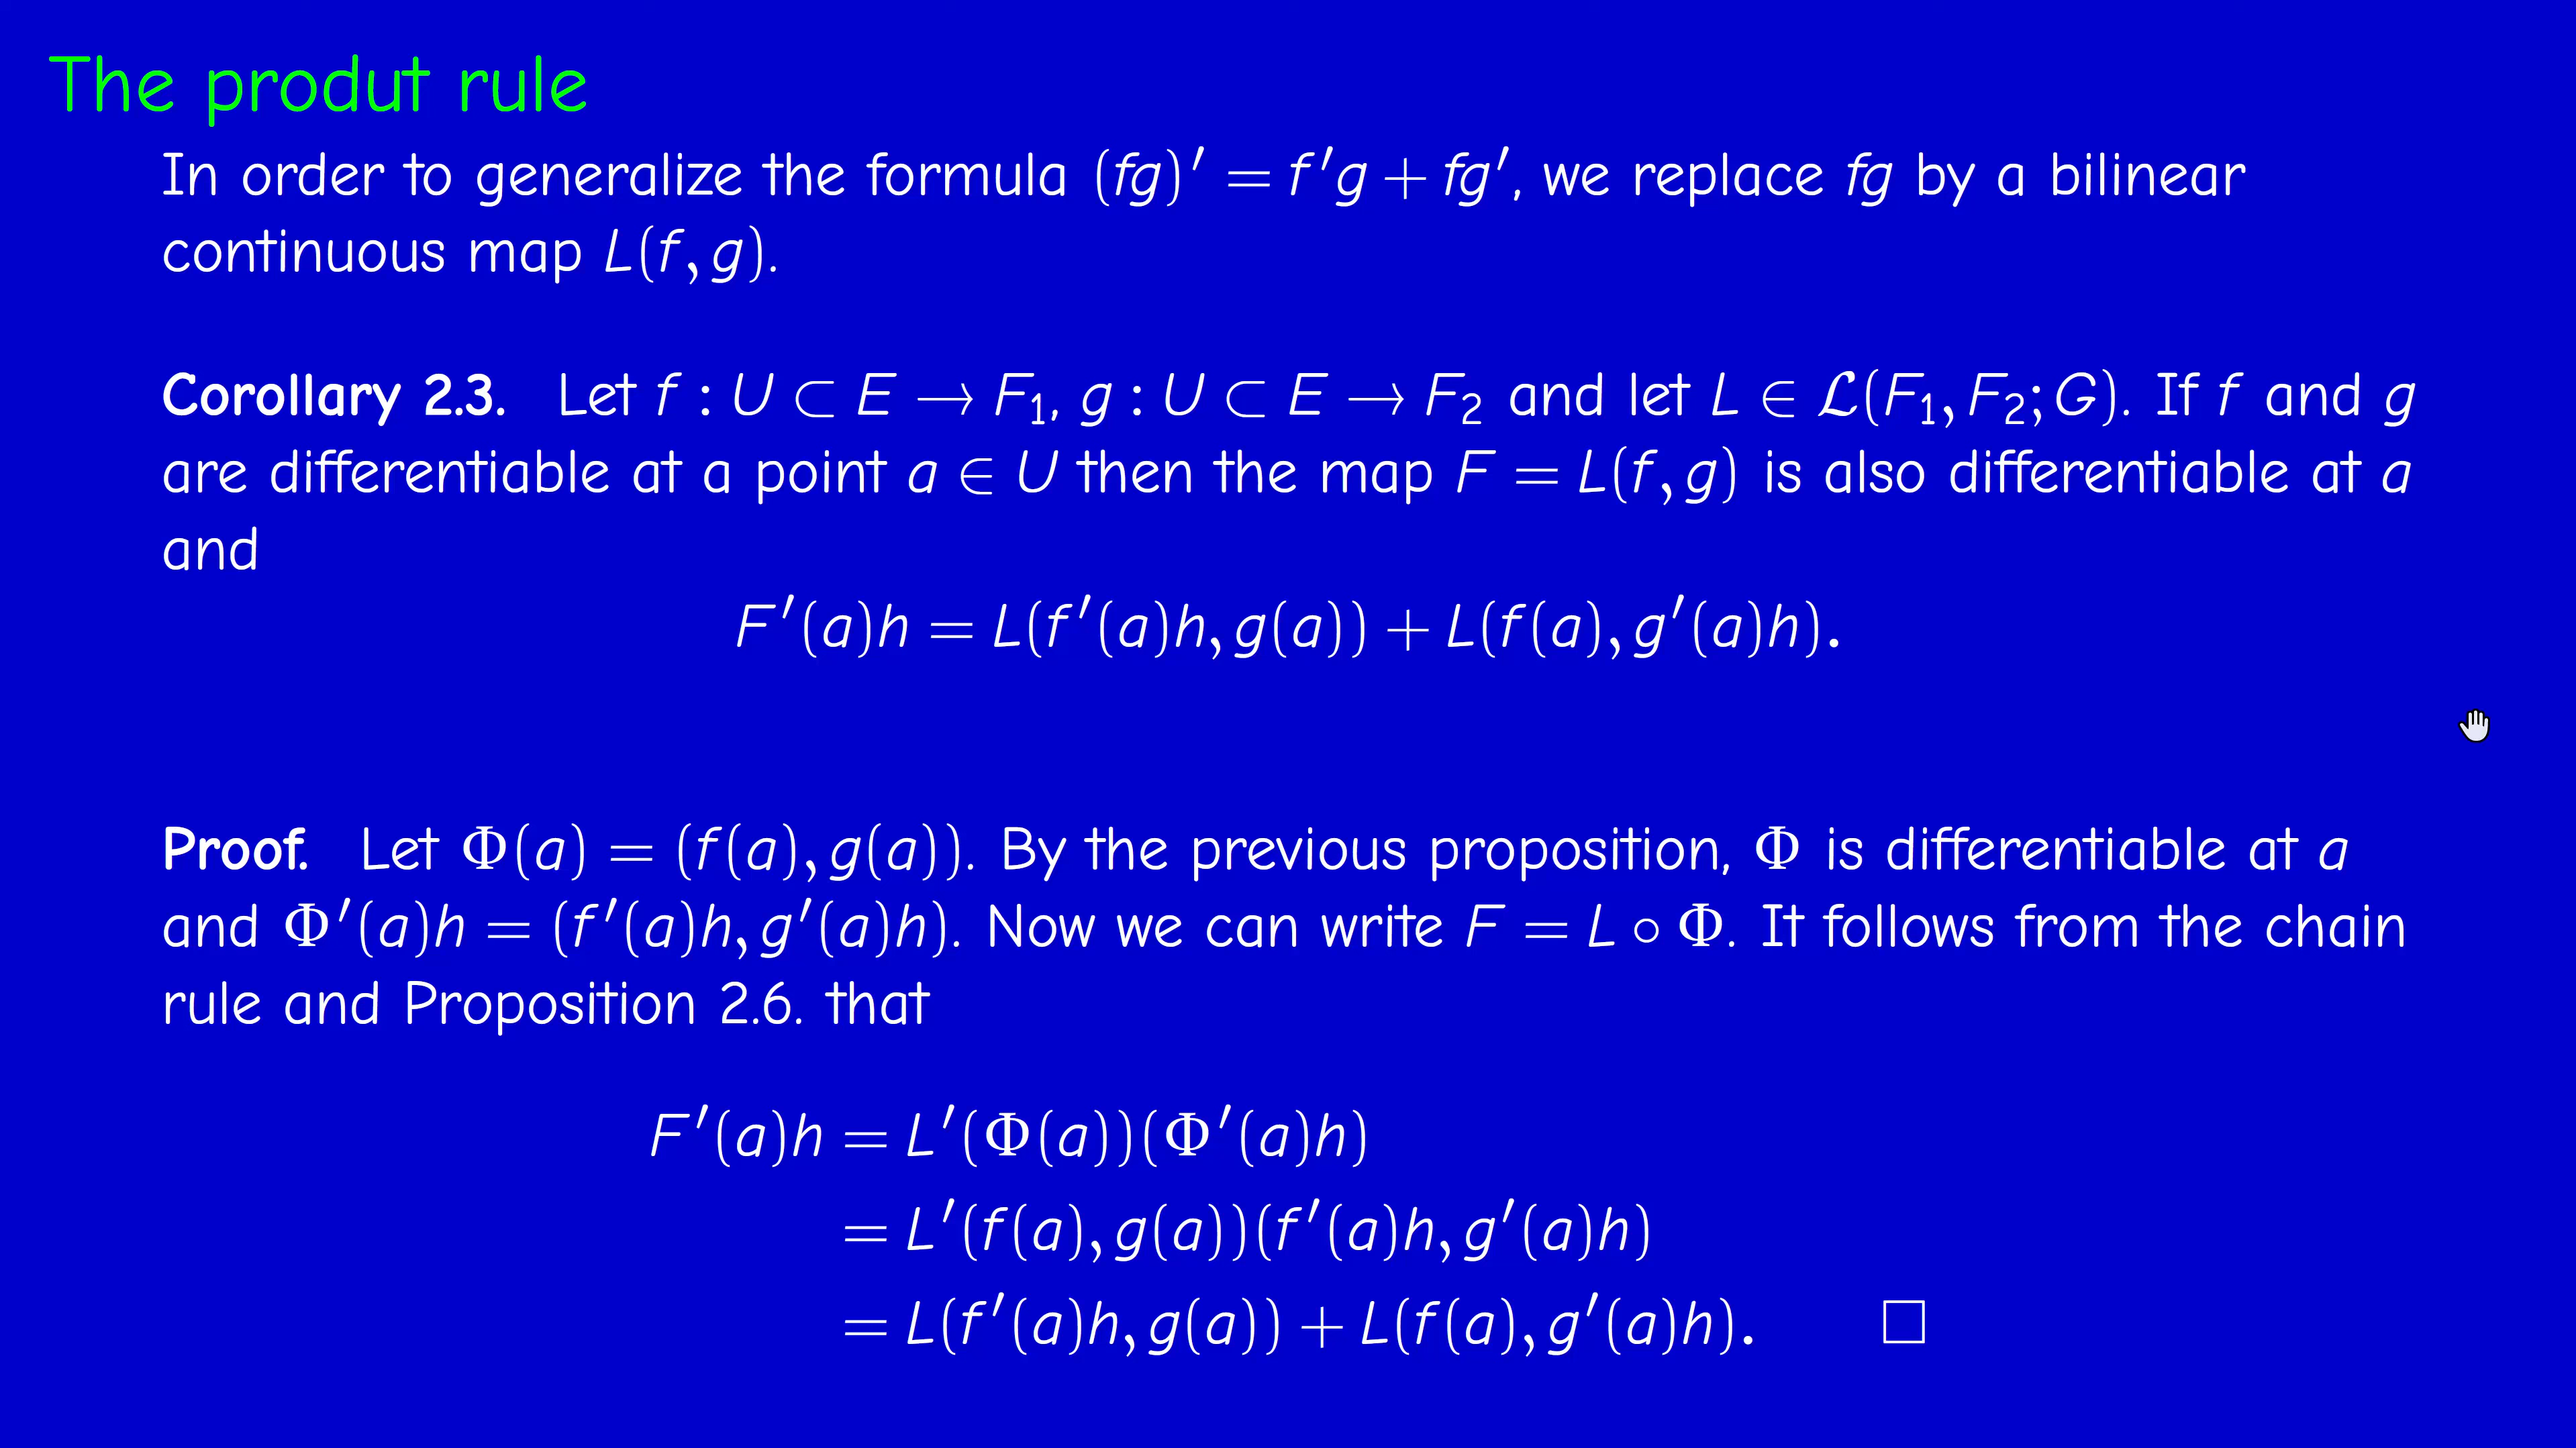 The produt rule
In order to generalize the formula (fg)′ = f′g + fg′, we replace fg by a bilinear
continuous map L(f, g).
Corollary 2.3. Let f : U ⊂ E → F₁, g : U ⊂ E → F₂ and let L ∈ ℒ(F₁, F₂; G). If f and g
are differentiable at a point a ∈ U then the map F = L(f, g) is also differentiable at a
and
F′(a)h = L(f′(a)h, g(a)) + L(f(a), g′(a)h).
Proof. Let Φ(a) = (f(a), g(a)). By the previous proposition, Φ is differentiable at a
and Φ′(a)h = (f′(a)h, g′(a)h). Now we can write F = L ∘ Φ. It follows from the chain
rule and Proposition 2.6. that
F′(a)h = L′(Φ(a))(Φ′(a)h)
= L′(f(a), g(a))(f′(a)h, g′(a)h)
= L(f′(a)h, g(a)) + L(f(a), g′(a)h). □